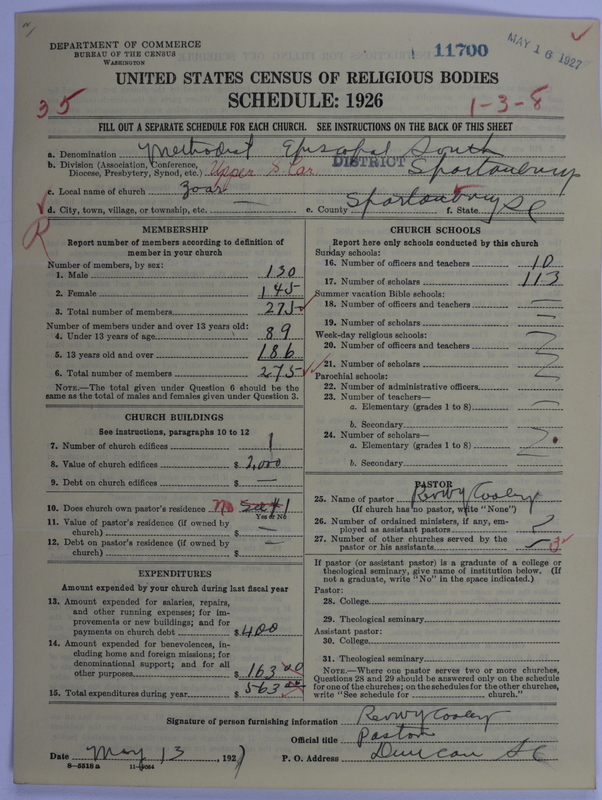 DEPARTMENT OF COMMERCE
BUREAU OF THE CENSUS
WASHINGTON
11700
MAY 16 1927
UNITED STATES CENSUS OF RELIGIOUS BODIES
SCHEDULE: 1926
35
1-3-8
FILL OUT A SEPARATE SCHEDULE FOR EACH CHURCH. SEE INSTRUCTIONS ON THE BACK OF THIS SHEET
a. Denomination Methodist Episcopal South
b. Division (Association, Conference, Diocese, Presbytery, Synod, etc.) Upper S. Car DISTRICT Spartanburg
c. Local name of church Zoar
d. City, town, village, or township, etc. — e. County Spartanburg f. State SC
R
MEMBERSHIP
Report number of members according to definition of
member in your church
Number of members, by sex:
1. Male 130
2. Female 145
3. Total number of members 275
Number of members under and over 13 years old:
4. Under 13 years of age 89
5. 13 years old and over 186
6. Total number of members 275
NOTE.—The total given under Question 6 should be the
same as the total of males and females given under Question 3.
CHURCH BUILDINGS
See instructions, paragraphs 10 to 12
7. Number of church edifices 1
8. Value of church edifices $ 2,000
9. Debt on church edifices $ —
10. Does church own pastor's residence no
Yes or No
11. Value of pastor's residence (if owned by
church) $ —
12. Debt on pastor's residence (if owned by
church) $ —
EXPENDITURES
Amount expended by your church during last fiscal year
13. Amount expended for salaries, repairs,
and other running expenses; for im-
provements or new buildings; and for
payments on church debt $ 400
14. Amount expended for benevolences, in-
cluding home and foreign missions; for
denominational support; and for all
other purposes $ 163 00
15. Total expenditures during year $ 563
CHURCH SCHOOLS
Report here only schools conducted by this church
Sunday schools:
16. Number of officers and teachers 10
17. Number of scholars 113
Summer vacation Bible schools:
18. Number of officers and teachers —
19. Number of scholars —
Week-day religious schools:
20. Number of officers and teachers
21. Number of scholars
Parochial schools:
22. Number of administrative officers
23. Number of teachers—
a. Elementary (grades 1 to 8)
b. Secondary
24. Number of scholars—
a. Elementary (grades 1 to 8)
b. Secondary
PASTOR
25. Name of pastor Rev W Y Cooley
(If church has no pastor, write "None")
26. Number of ordained ministers, if any, em-
ployed as assistant pastors
27. Number of other churches served by the
pastor or his assistants
If pastor (or assistant pastor) is a graduate of a college or
theological seminary, give name of institution below. (If
not a graduate, write "No" in the space indicated.)
Pastor:
28. College
29. Theological seminary
Assistant pastor:
30. College
31. Theological seminary
NOTE.—Where one pastor serves two or more churches,
Questions 28 and 29 should be answered only on the schedule
for one of the churches; on the schedules for the other churches,
write "See schedule for church."
Signature of person furnishing information Rev W Y Cooley
Official title Pastor
Date May 13, 1927 P. O. Address Duncan SC
8—5518 a